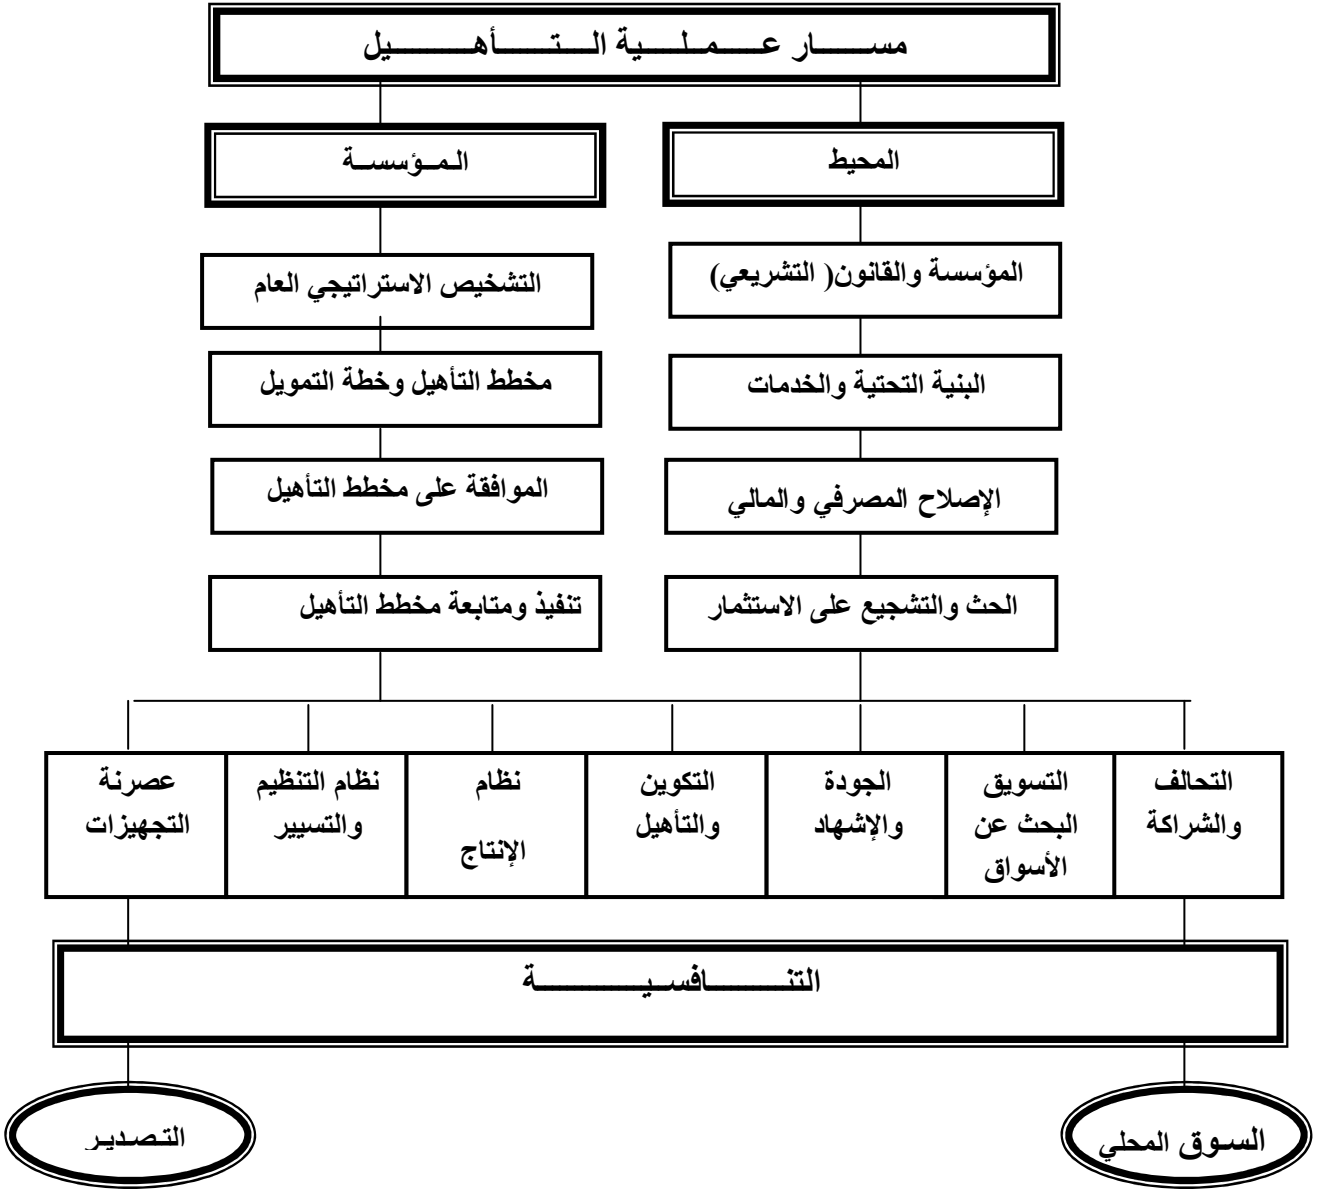 مسار عملية التأهيل
المحيط
المؤسسة
المؤسسة والقانون( التشريعي)
التشخيص الاستراتيجي العام
البنية التحتية والخدمات
مخطط التأهيل وخطة التمويل
الإصلاح المصرفي والمالي
الموافقة على مخطط التأهيل
الحث والتشجيع على الاستثمار
تنفيذ ومتابعة مخطط التأهيل
التحالف
والشراكة
التسويق
البحث عن
الأسواق
الجودة
والإشهاد
التكوين
والتأهيل
نظام
الإنتاج
نظام التنظيم
والتسيير
عصرنة
التجهيزات
التنافسية
السوق المحلي
التصدير